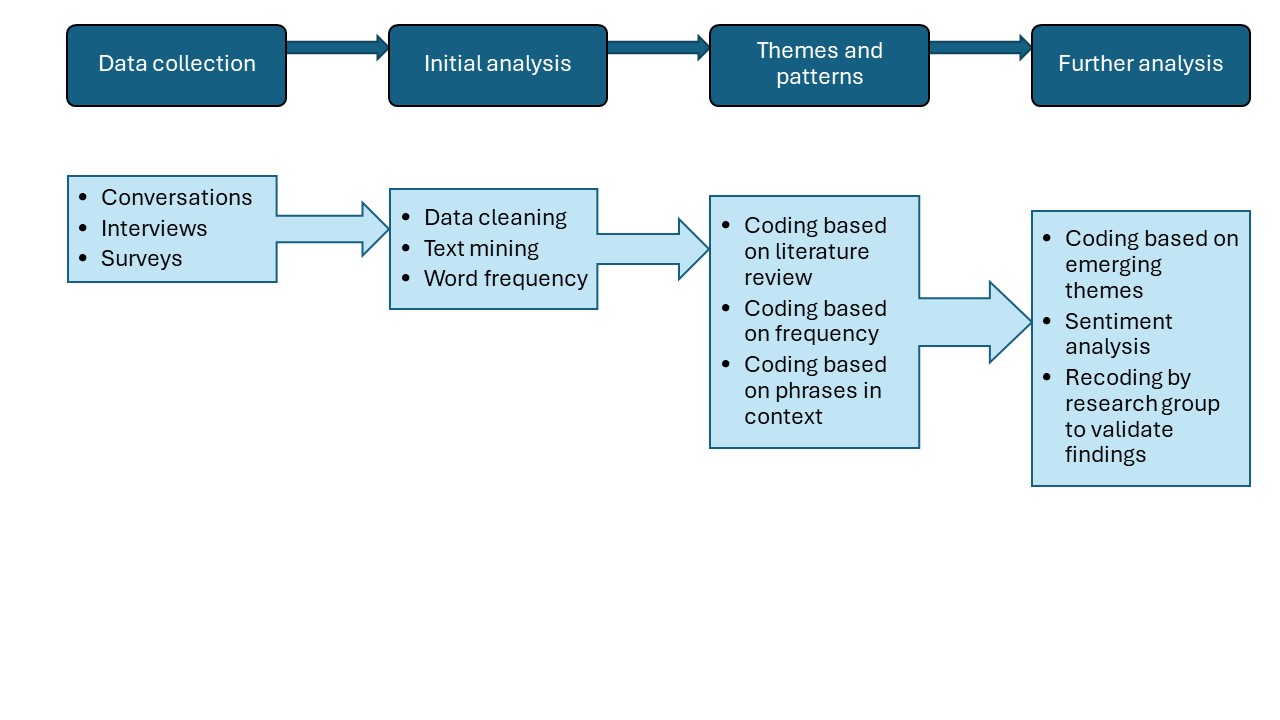 Data collection
Initial analysis
Themes and
patterns
Further analysis
• Conversations
• Interviews
• Surveys
• Data cleaning
• Text mining
• Word frequency
• Coding based
on literature
review
• Coding based
on frequency
• Coding based
on phrases in
context
• Coding based on
emerging
themes
• Sentiment
analysis
• Recoding by
research group
to validate
findings